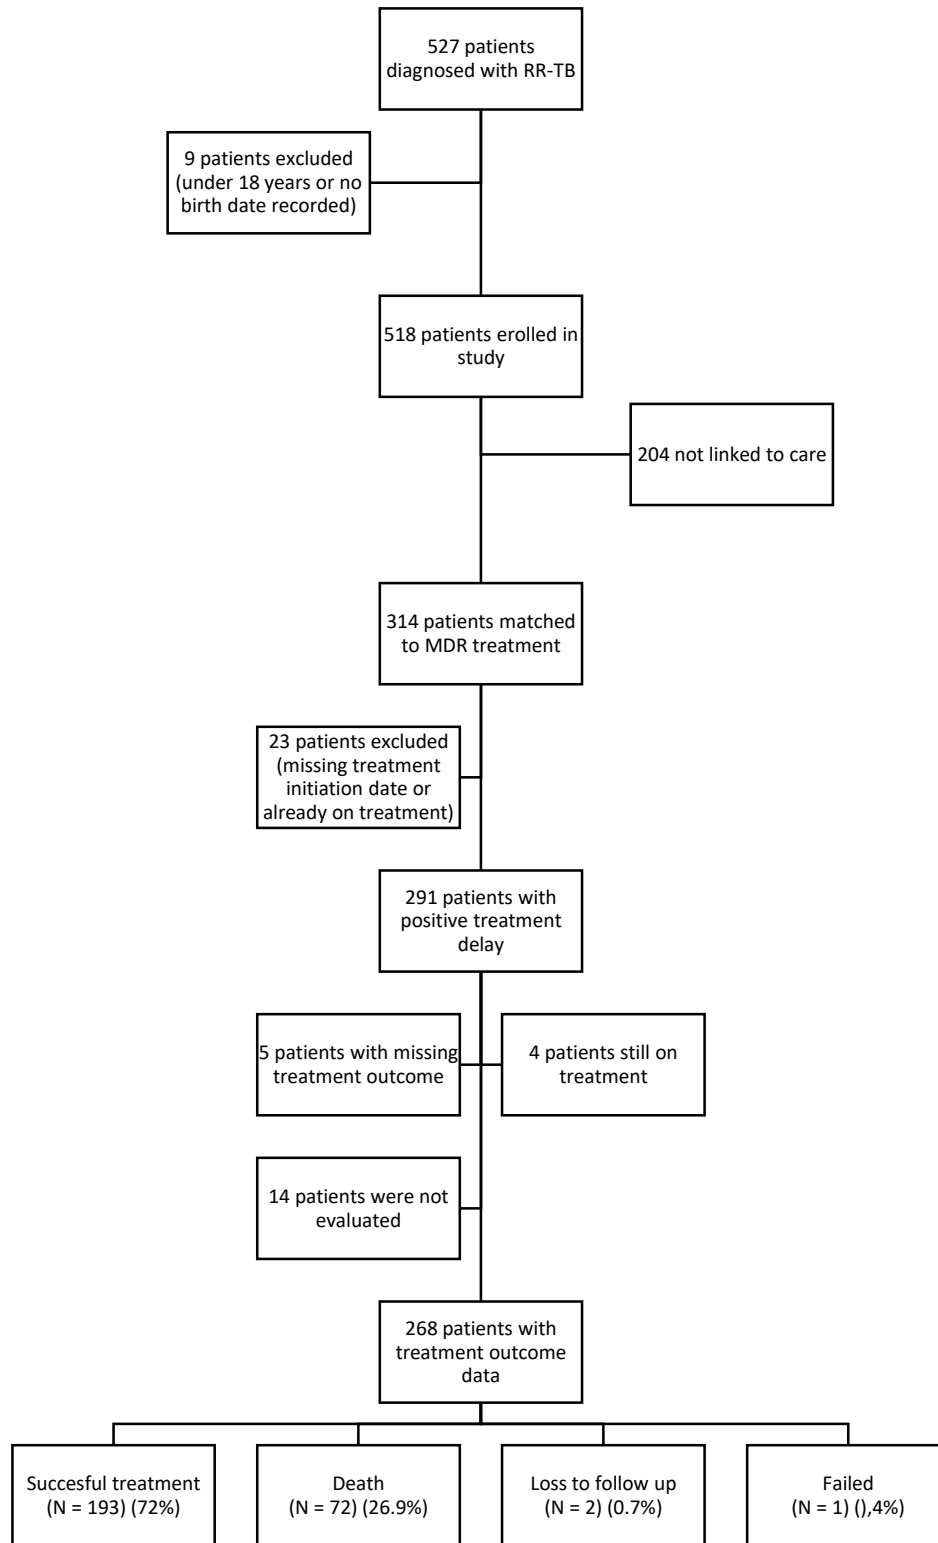 527 patients
diagnosed with RR-TB
9 patients excluded
(under 18 years or no
birth date recorded)
518 patients erolled in
study
204 not linked to care
314 patients matched
to MDR treatment
23 patients excluded
(missing treatment
initiation date or
already on treatment)
291 patients with
positive treatment
delay
5 patients with missing
treatment outcome
4 patients still on
treatment
14 patients were not
evaluated
268 patients with
treatment outcome
data
Succesful treatment
(N = 193) (72%)
Death
(N = 72) (26.9%)
Loss to follow up
(N = 2) (0.7%)
Failed
(N = 1) (),4%)